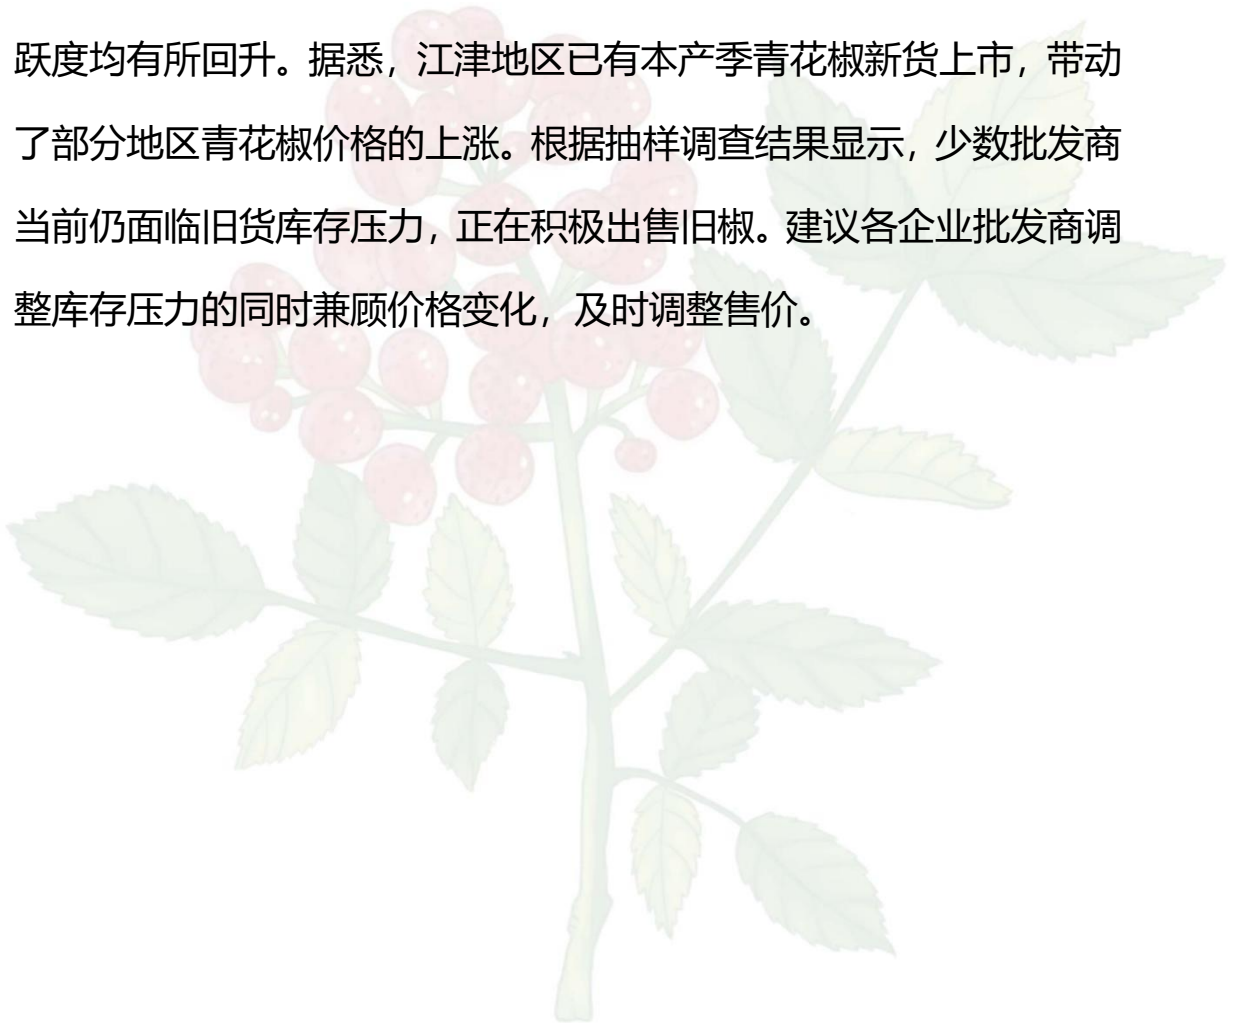 跃度均有所回升。据悉，江津地区已有本产季青花椒新货上市，带动
了部分地区青花椒价格的上涨。根据抽样调查结果显示，少数批发商
当前仍面临旧货库存压力，正在积极出售旧椒。建议各企业批发商调
整库存压力的同时兼顾价格变化，及时调整售价。